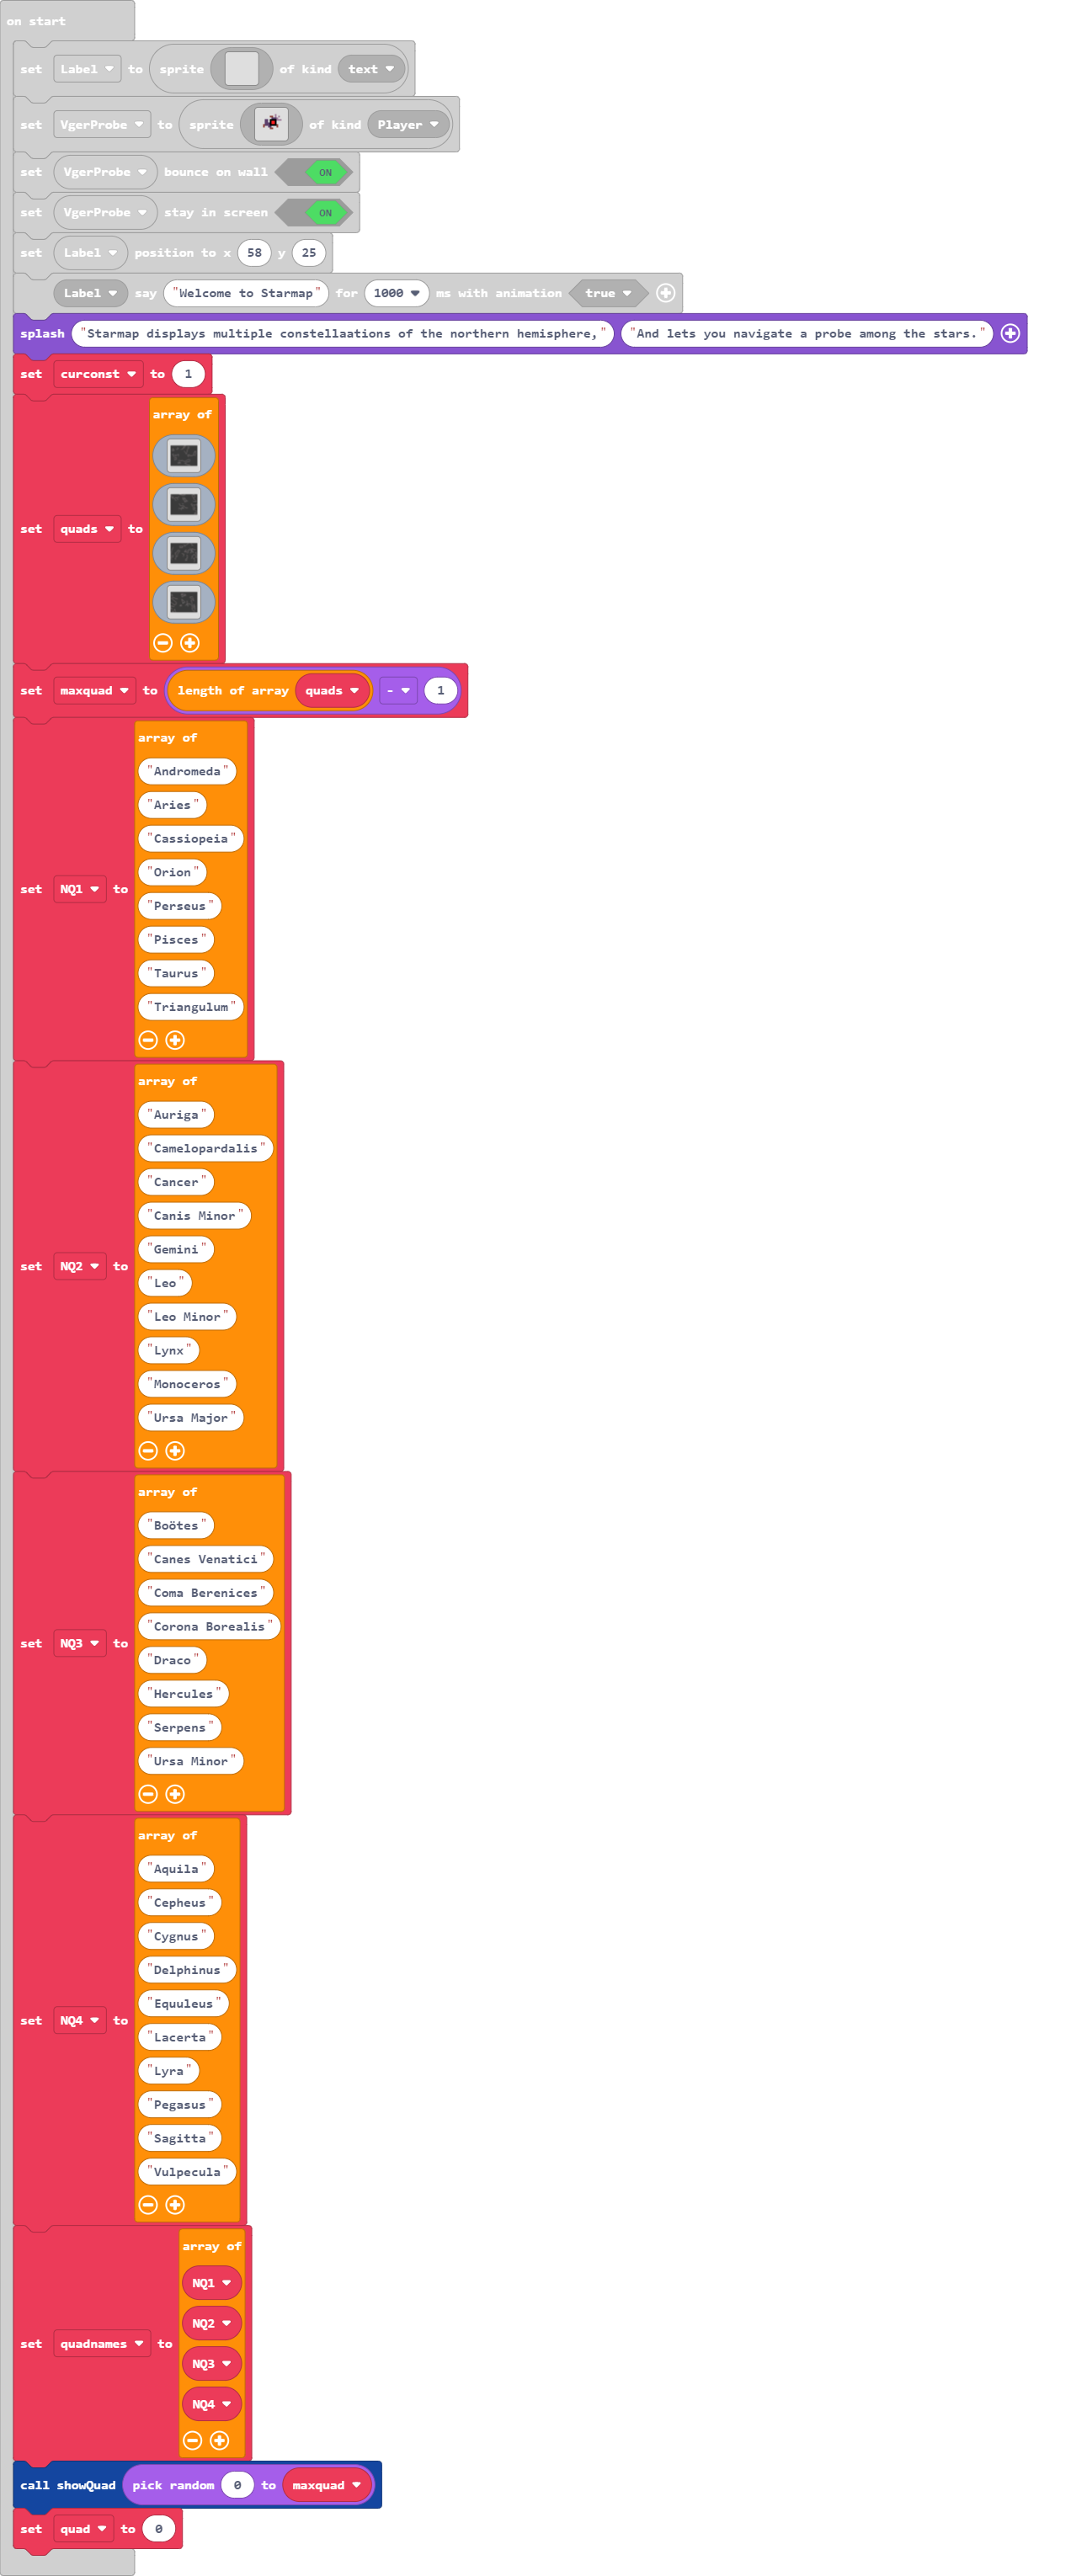 on start
set Label to sprite of kind text
set VgerProbe to sprite of kind Player
set VgerProbe bounce on wall ON
set VgerProbe stay in screen ON
set Label position to x 58 y 25
Label say "Welcome to Starmap" for 1000 ms with animation true
splash "Starmap displays multiple constellaations of the northern hemisphere," "And lets you navigate a probe among the stars."
set curconst to 1
array of
set quads to
set maxquad to length of array quads - 1
array of
"Andromeda"
"Aries"
"Cassiopeia"
"Orion"
set NQ1 to
"Perseus"
"Pisces"
"Taurus"
"Triangulum"
array of
"Auriga"
"Camelopardalis"
"Cancer"
"Canis Minor"
"Gemini"
set NQ2 to
"Leo"
"Leo Minor"
"Lynx"
"Monoceros"
"Ursa Major"
array of
"Boötes"
"Canes Venatici"
"Coma Berenices"
"Corona Borealis"
set NQ3 to
"Draco"
"Hercules"
"Serpens"
"Ursa Minor"
array of
"Aquila"
"Cepheus"
"Cygnus"
"Delphinus"
"Equuleus"
set NQ4 to
"Lacerta"
"Lyra"
"Pegasus"
"Sagitta"
"Vulpecula"
array of
NQ1
NQ2
set quadnames to
NQ3
NQ4
call showQuad pick random 0 to maxquad
set quad to 0